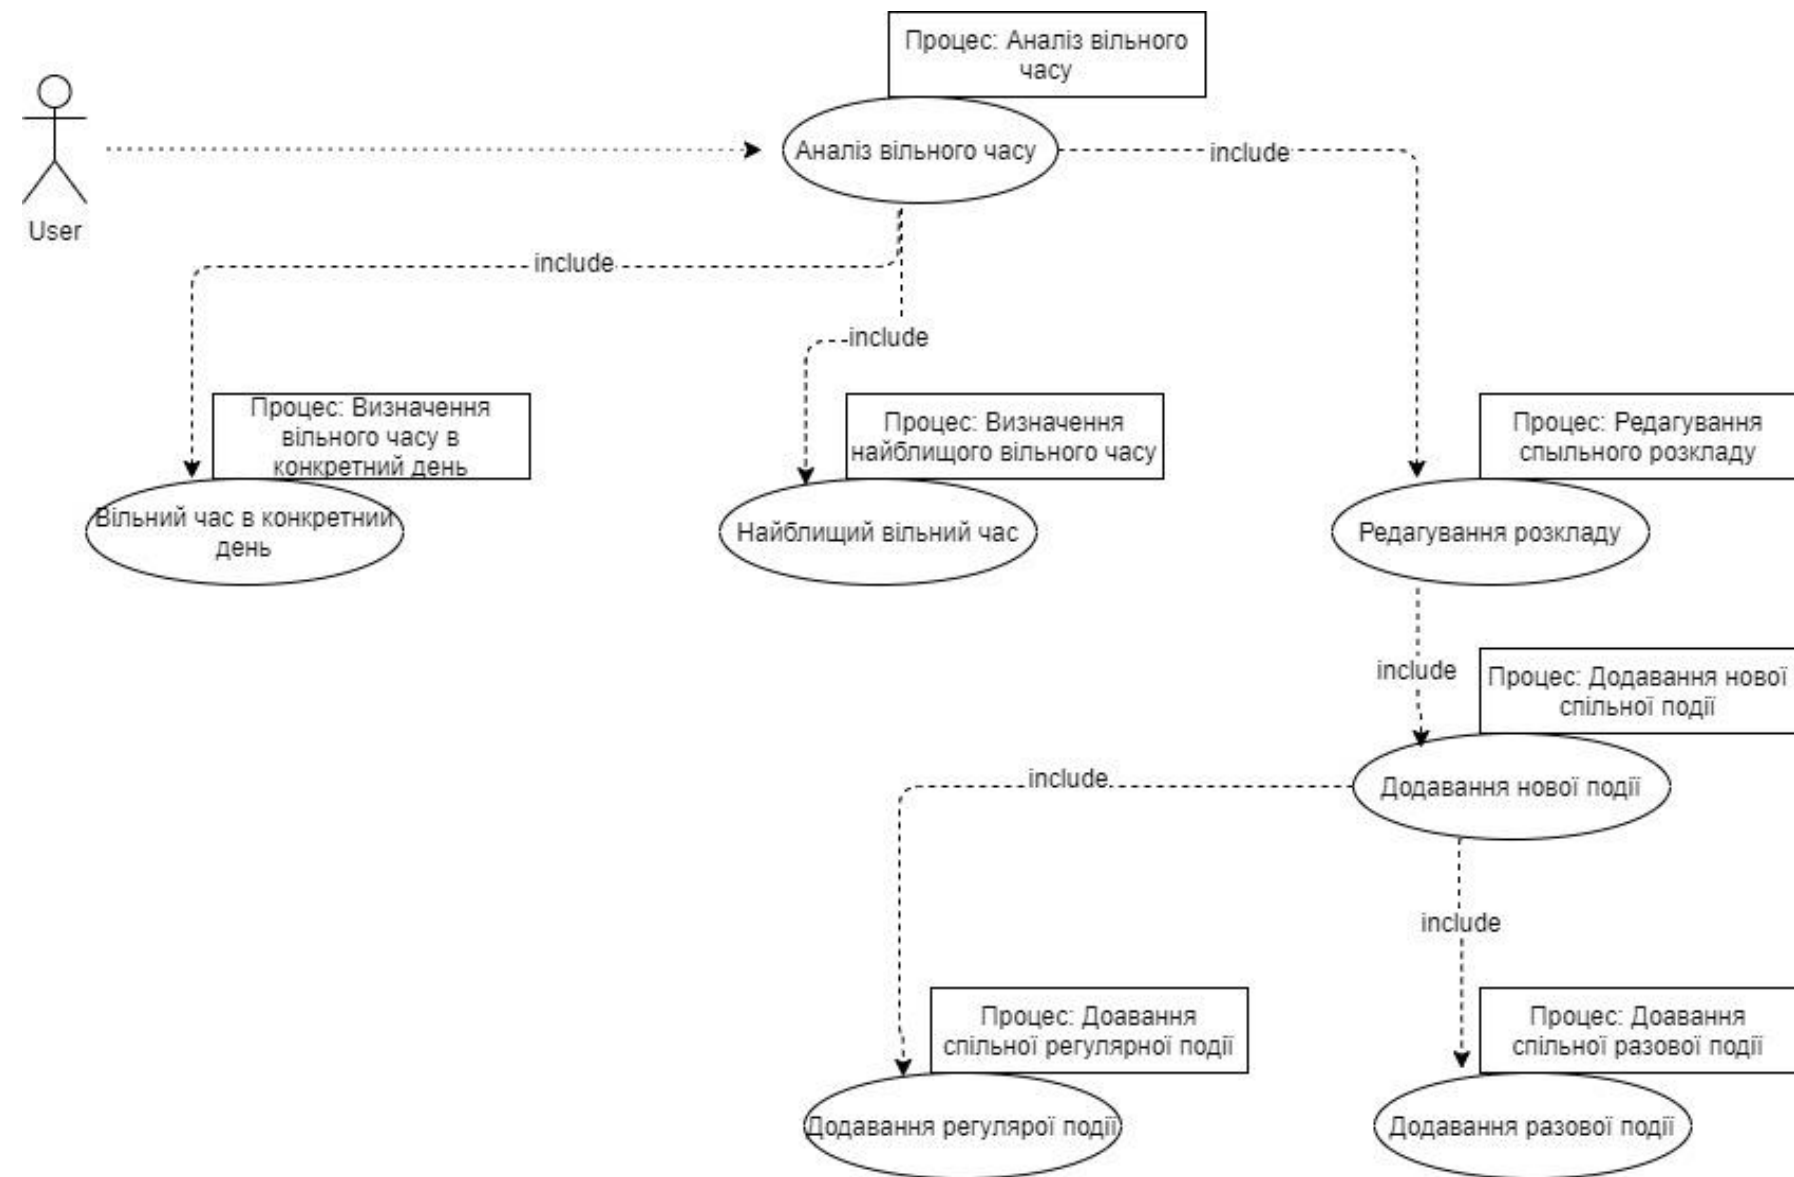 Процес: Аналіз вільного
часу
Аналіз вільного часу
include
User
include
include
Процес: Визначення
вільного часу в
конкретний день
Процес: Визначення
найблищого вільного часу
Процес: Редагування
спыльного розкладу
Вільний час в конкретний
день
Найблищий вільний час
Редагування розкладу
include
Процес: Додавання нової
спільної події
include
Додавання нової події
include
Процес: Доавання
спільної регулярної події
Процес: Доавання
спільної разової події
Додавання регулярої події
Додавання разової події